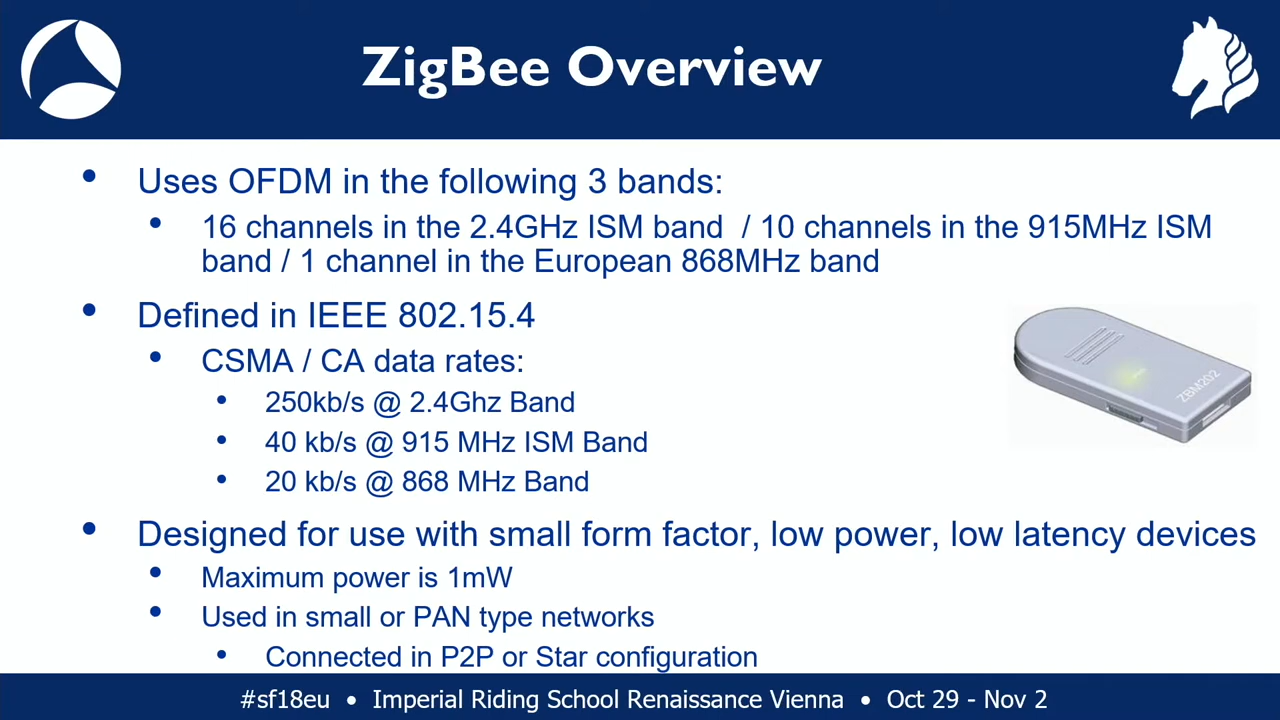 ZigBee Overview
• Uses OFDM in the following 3 bands:
• 16 channels in the 2.4GHz ISM band / 10 channels in the 915MHz ISM
band / 1 channel in the European 868MHz band
• Defined in IEEE 802.15.4
• CSMA / CA data rates:
• 250kb/s @ 2.4Ghz Band
• 40 kb/s @ 915 MHz ISM Band
• 20 kb/s @ 868 MHz Band
ZBM202
• Designed for use with small form factor, low power, low latency devices
• Maximum power is 1mW
• Used in small or PAN type networks
• Connected in P2P or Star configuration
#sf18eu • Imperial Riding School Renaissance Vienna • Oct 29 - Nov 2